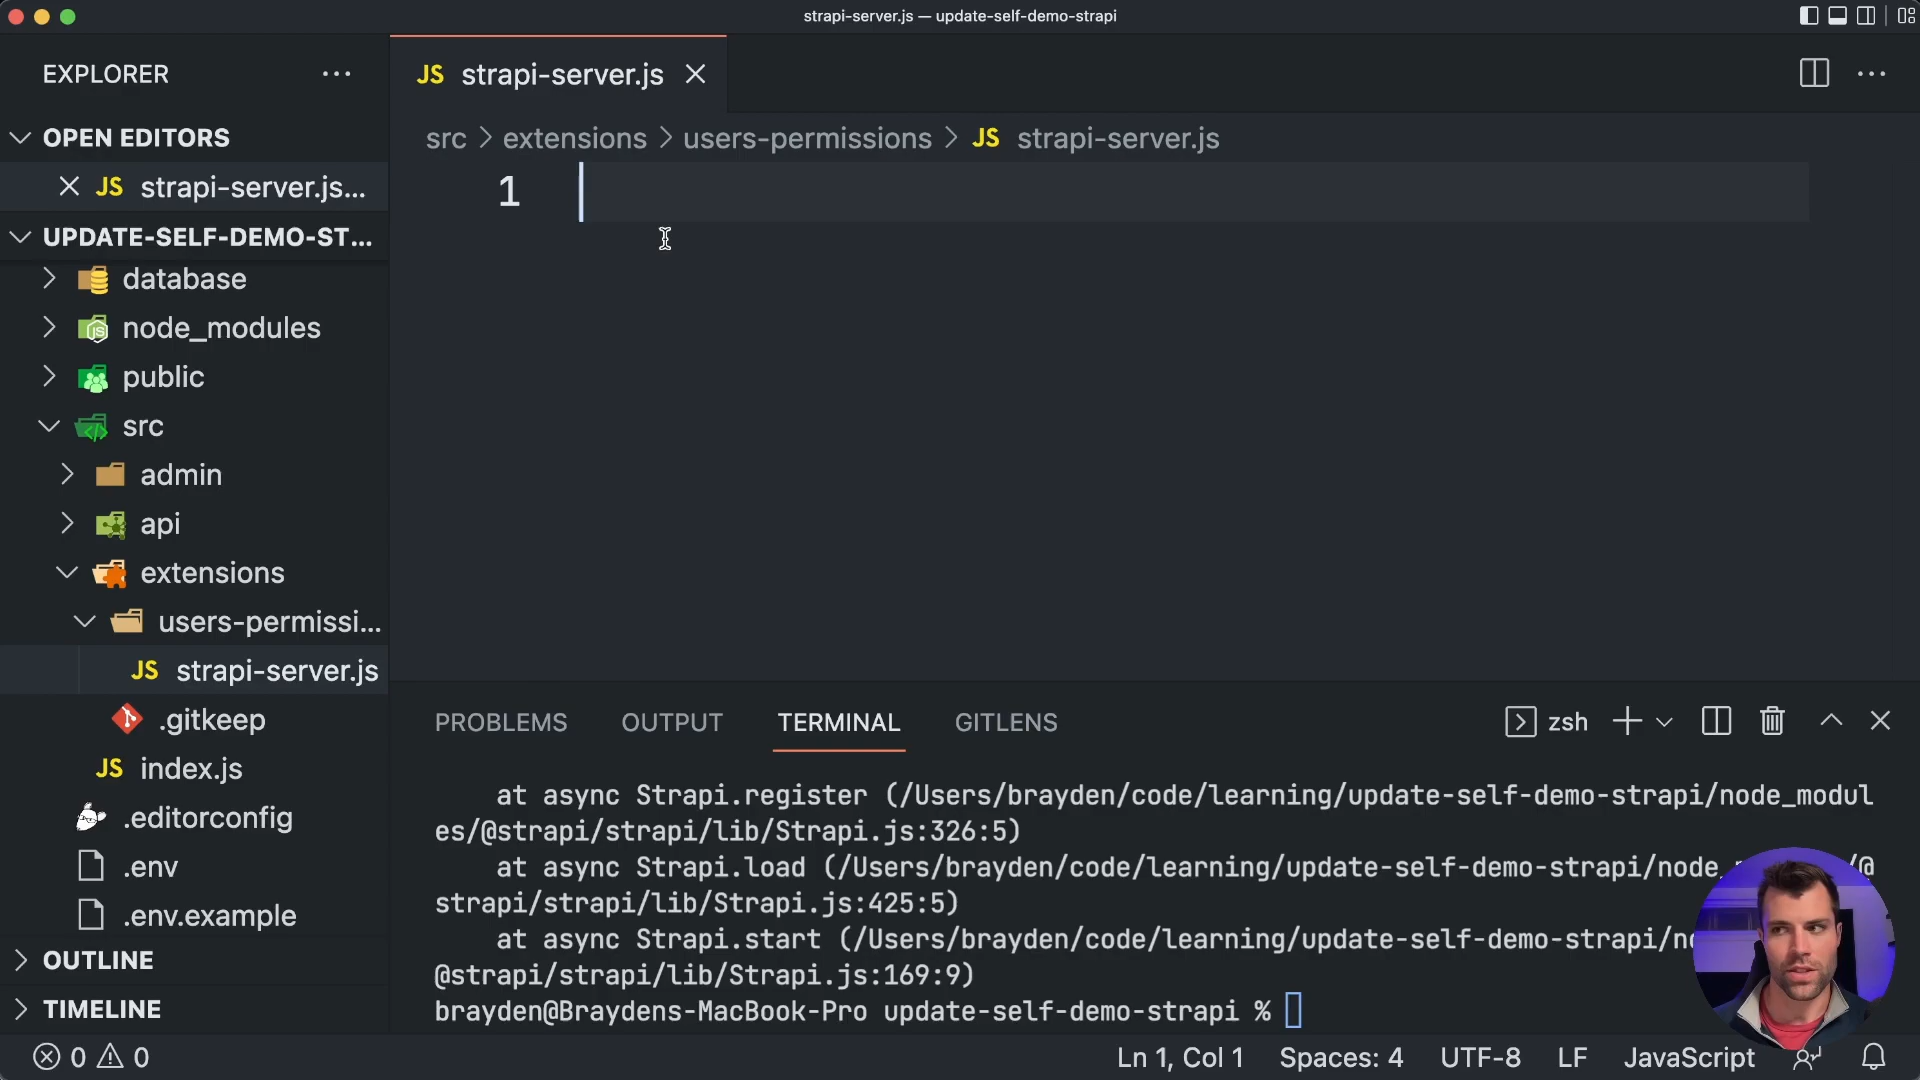 strapi-server.js — update-self-demo-strapi
EXPLORER
JS strapi-server.js
OPEN EDITORS
JS strapi-server.js...
src > extensions > users-permissions > JS strapi-server.js
1
UPDATE-SELF-DEMO-ST...
database
node_modules
public
src
admin
api
extensions
users-permissi...
JS strapi-server.js
.gitkeep
JS index.js
.editorconfig
.env
.env.example
OUTLINE
TIMELINE
PROBLEMS OUTPUT TERMINAL GITLENS
zsh
at async Strapi.register (/Users/brayden/code/learning/update-self-demo-strapi/node_modul
es/@strapi/strapi/lib/Strapi.js:326:5)
at async Strapi.load (/Users/brayden/code/learning/update-self-demo-strapi/node_ /@
strapi/strapi/lib/Strapi.js:425:5)
at async Strapi.start (/Users/brayden/code/learning/update-self-demo-strapi/no
@strapi/strapi/lib/Strapi.js:169:9)
brayden@Braydens-MacBook-Pro update-self-demo-strapi %
0 0
Ln 1, Col 1 Spaces: 4 UTF-8 LF JavaScript